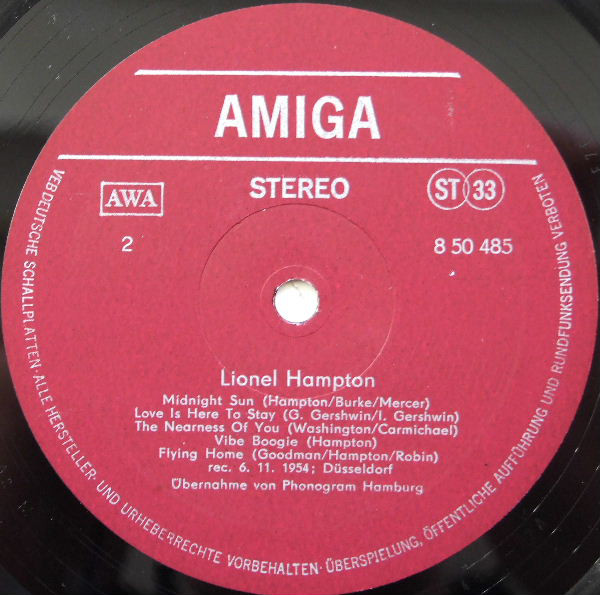 AMIGA
AWA
STEREO
ST 33
2
8 50 485
Lionel Hampton
Midnight Sun (Hampton/Burke/Mercer)
Love Is Here To Stay (G. Gershwin/I. Gershwin)
The Nearness Of You (Washington/Carmichael)
Vibe Boogie (Hampton)
Flying Home (Goodman/Hampton/Robin)
rec. 6. 11. 1954; Düsseldorf
Übernahme von Phonogram Hamburg
VEB DEUTSCHE SCHALLPLATTEN · ALLE HERSTELLER- UND URHEBERRECHTE VORBEHALTEN · ÜBERSPIELUNG, ÖFFENTLICHE AUFFÜHRUNG UND RUNDFUNKSENDUNG VERBOTEN